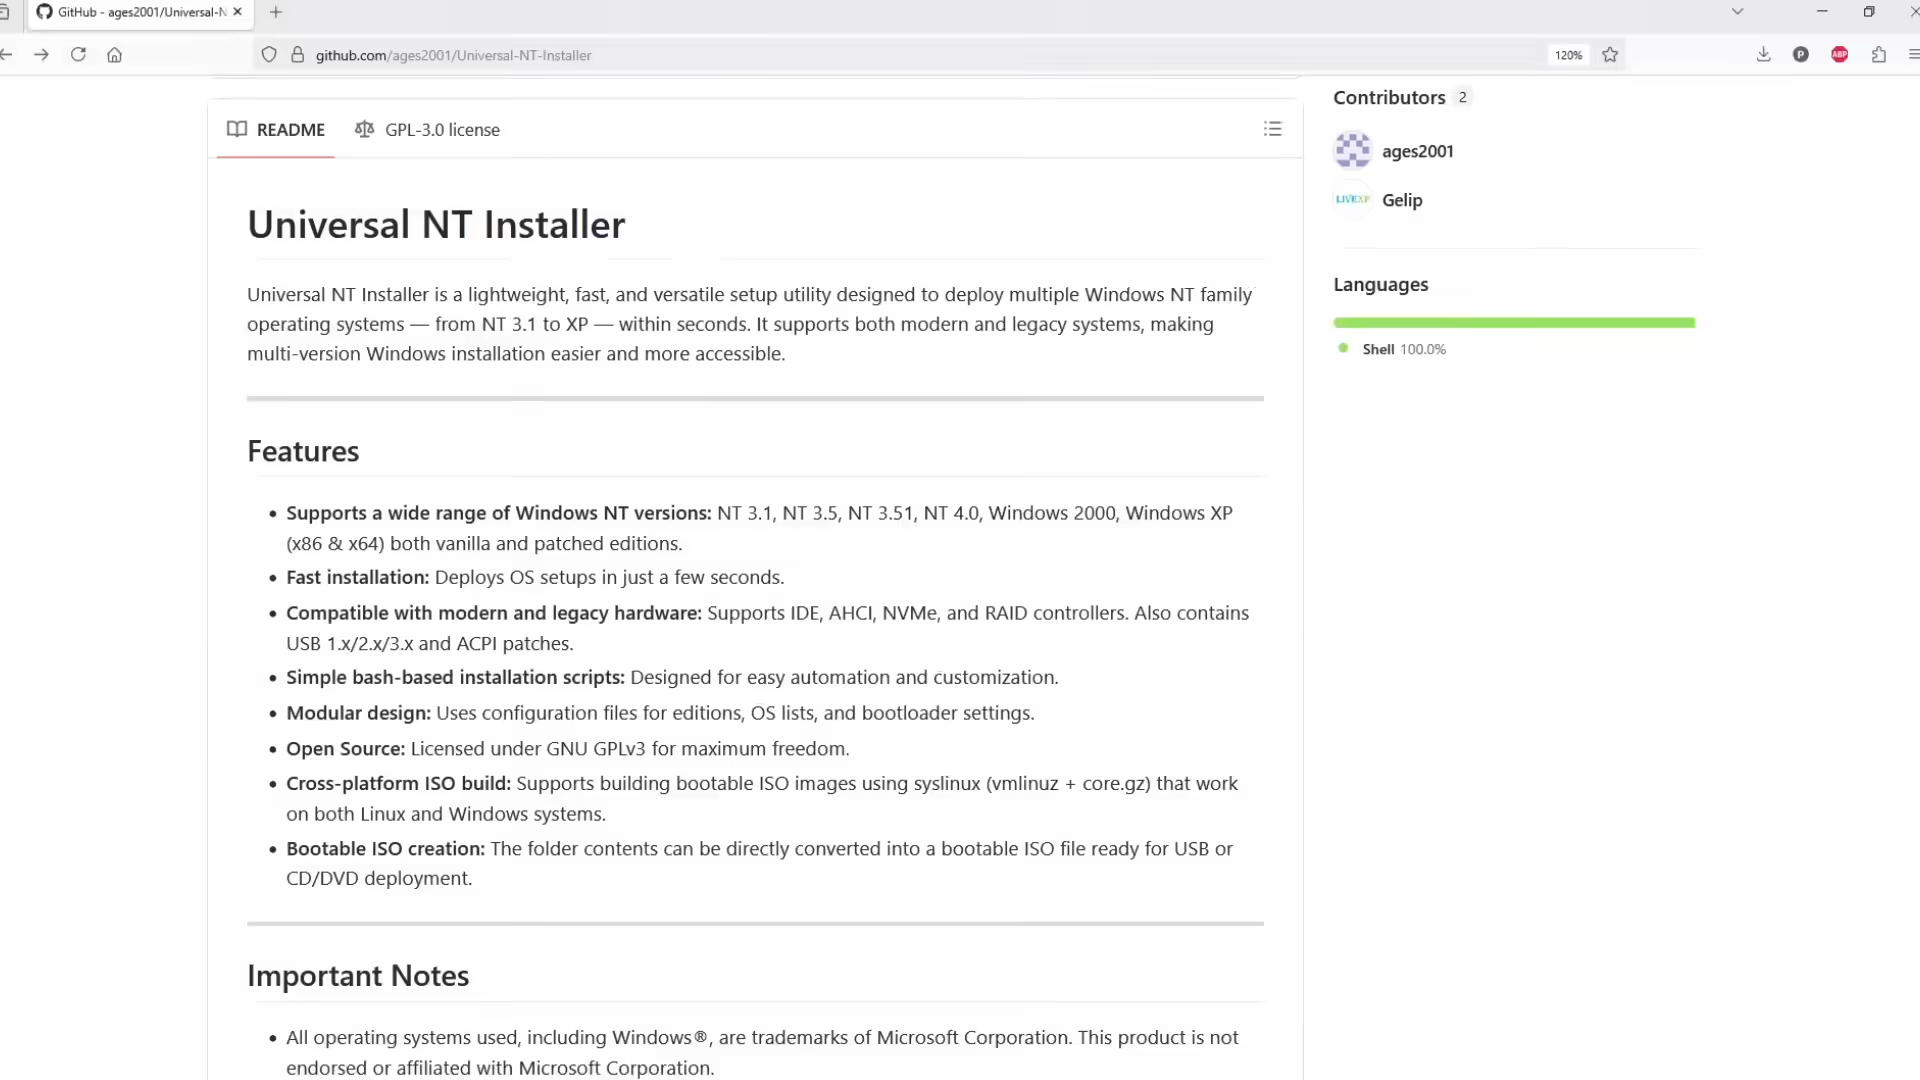 GitHub - ages2001/Universal-N
github.com/ages2001/Universal-NT-Installer
120%
P
ABP
README
GPL-3.0 license
Universal NT Installer
Universal NT Installer is a lightweight, fast, and versatile setup utility designed to deploy multiple Windows NT family
operating systems — from NT 3.1 to XP — within seconds. It supports both modern and legacy systems, making
multi-version Windows installation easier and more accessible.
Features
• Supports a wide range of Windows NT versions: NT 3.1, NT 3.5, NT 3.51, NT 4.0, Windows 2000, Windows XP
(x86 & x64) both vanilla and patched editions.
• Fast installation: Deploys OS setups in just a few seconds.
• Compatible with modern and legacy hardware: Supports IDE, AHCI, NVMe, and RAID controllers. Also contains
USB 1.x/2.x/3.x and ACPI patches.
• Simple bash-based installation scripts: Designed for easy automation and customization.
• Modular design: Uses configuration files for editions, OS lists, and bootloader settings.
• Open Source: Licensed under GNU GPLv3 for maximum freedom.
• Cross-platform ISO build: Supports building bootable ISO images using syslinux (vmlinuz + core.gz) that work
on both Linux and Windows systems.
• Bootable ISO creation: The folder contents can be directly converted into a bootable ISO file ready for USB or
CD/DVD deployment.
Important Notes
• All operating systems used, including Windows®, are trademarks of Microsoft Corporation. This product is not
endorsed or affiliated with Microsoft Corporation.
Contributors 2
ages2001
LIVEXP
Gelip
Languages
Shell 100.0%